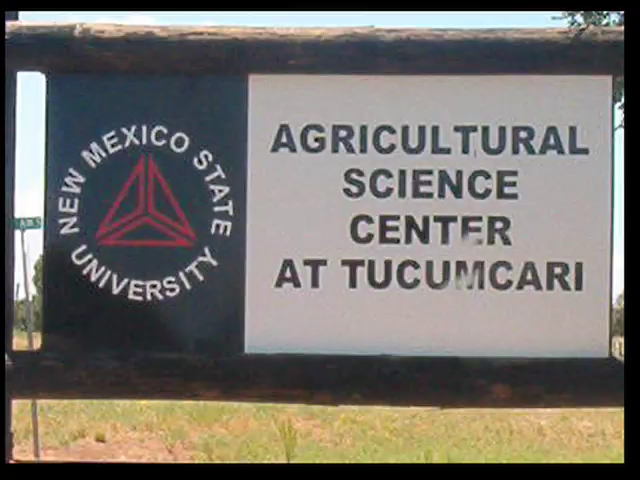 NEW MEXICO STATE
UNIVERSITY
AGRICULTURAL
SCIENCE
CENTER
AT TUCUMCARI